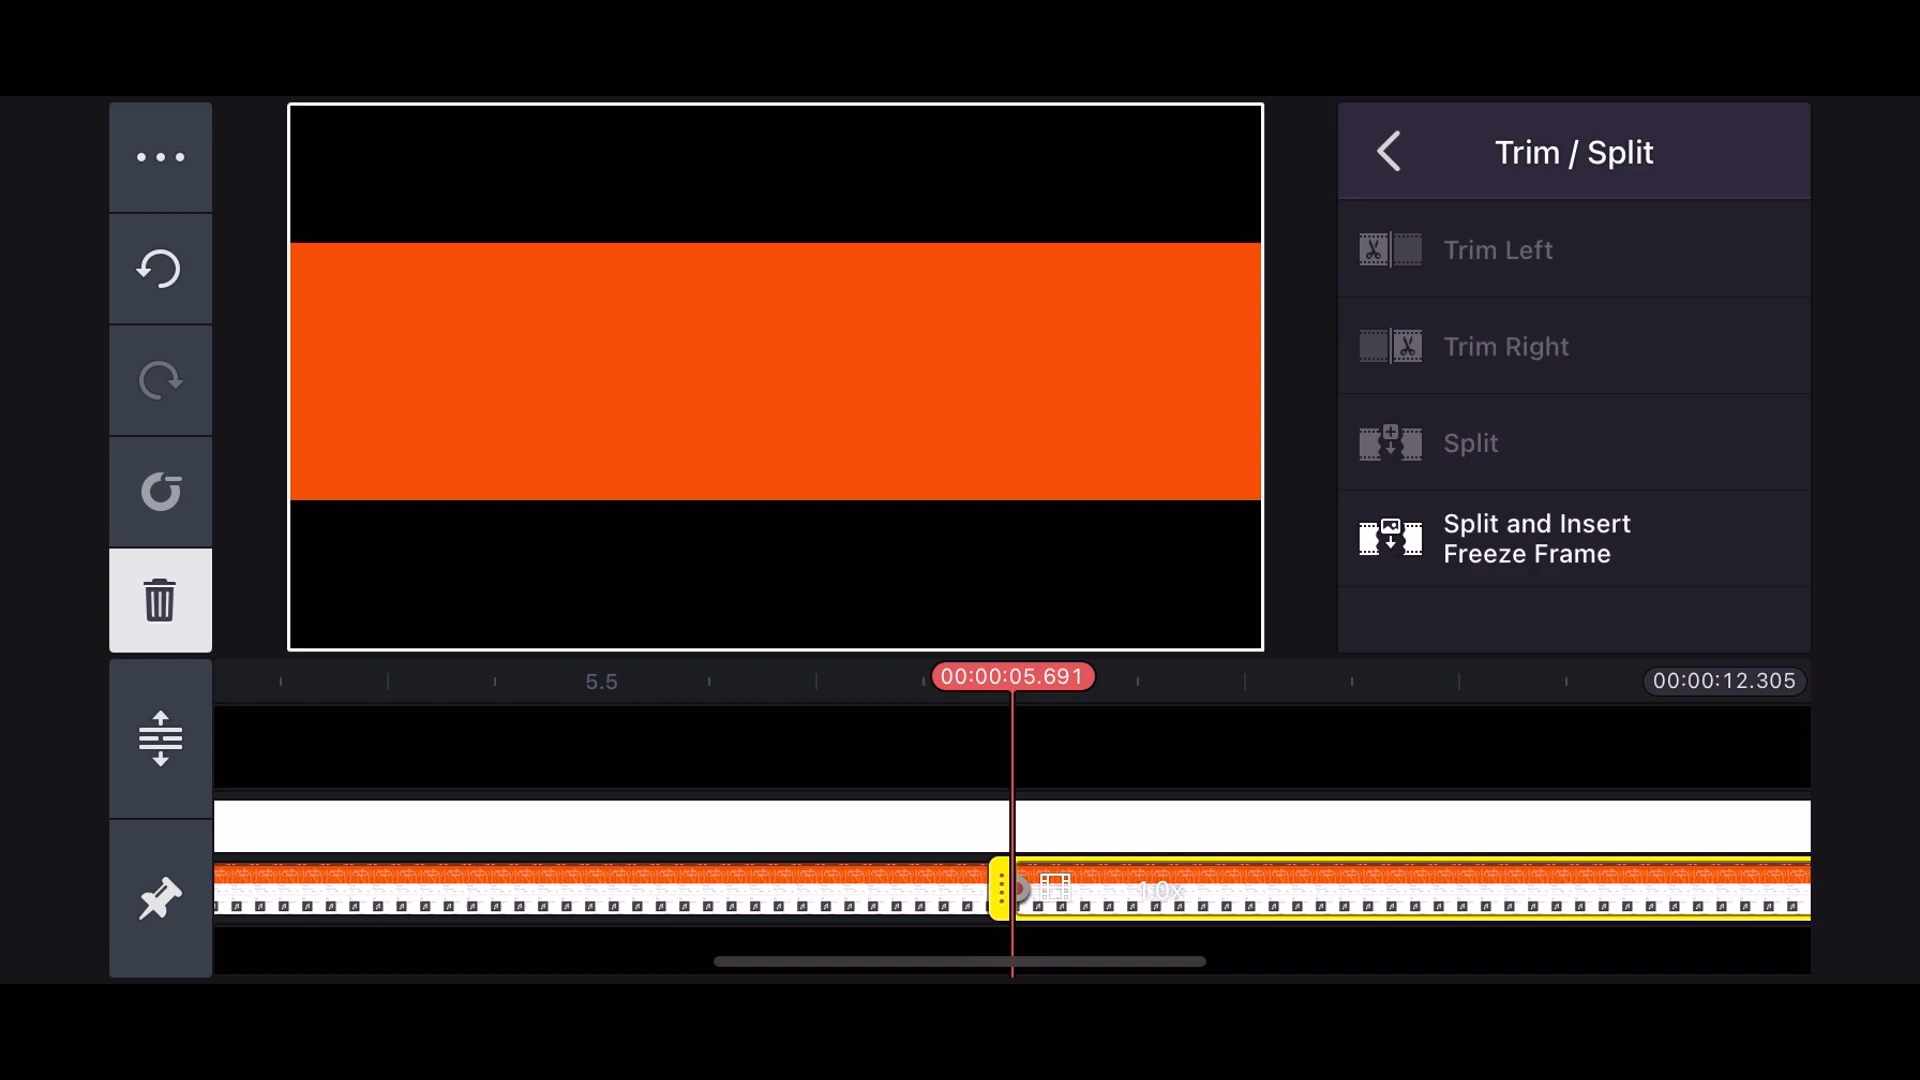 Trim / Split
Trim Left
Trim Right
Split
Split and Insert
Freeze Frame
5.5
00:00:05.691
00:00:12.305
1.0x